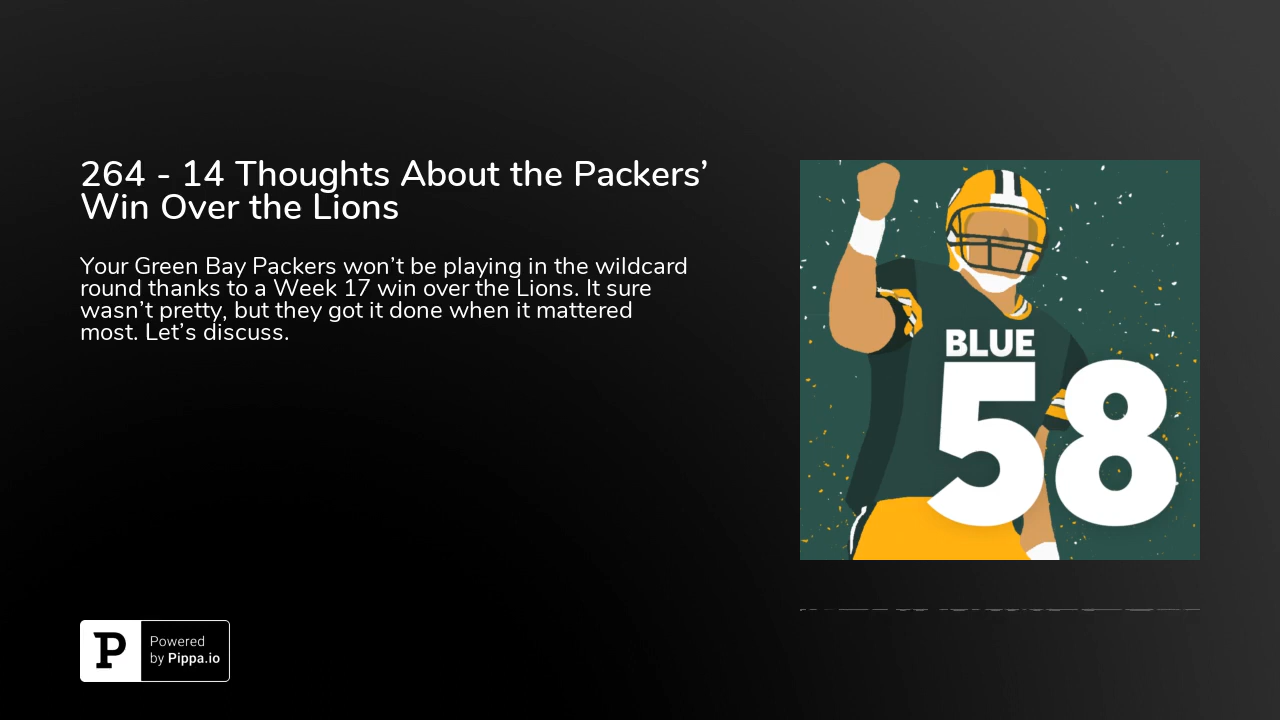 264 - 14 Thoughts About the Packers’
Win Over the Lions
Your Green Bay Packers won’t be playing in the wildcard
round thanks to a Week 17 win over the Lions. It sure
wasn’t pretty, but they got it done when it mattered
most. Let’s discuss.
BLUE
58
P
Powered
by Pippa.io